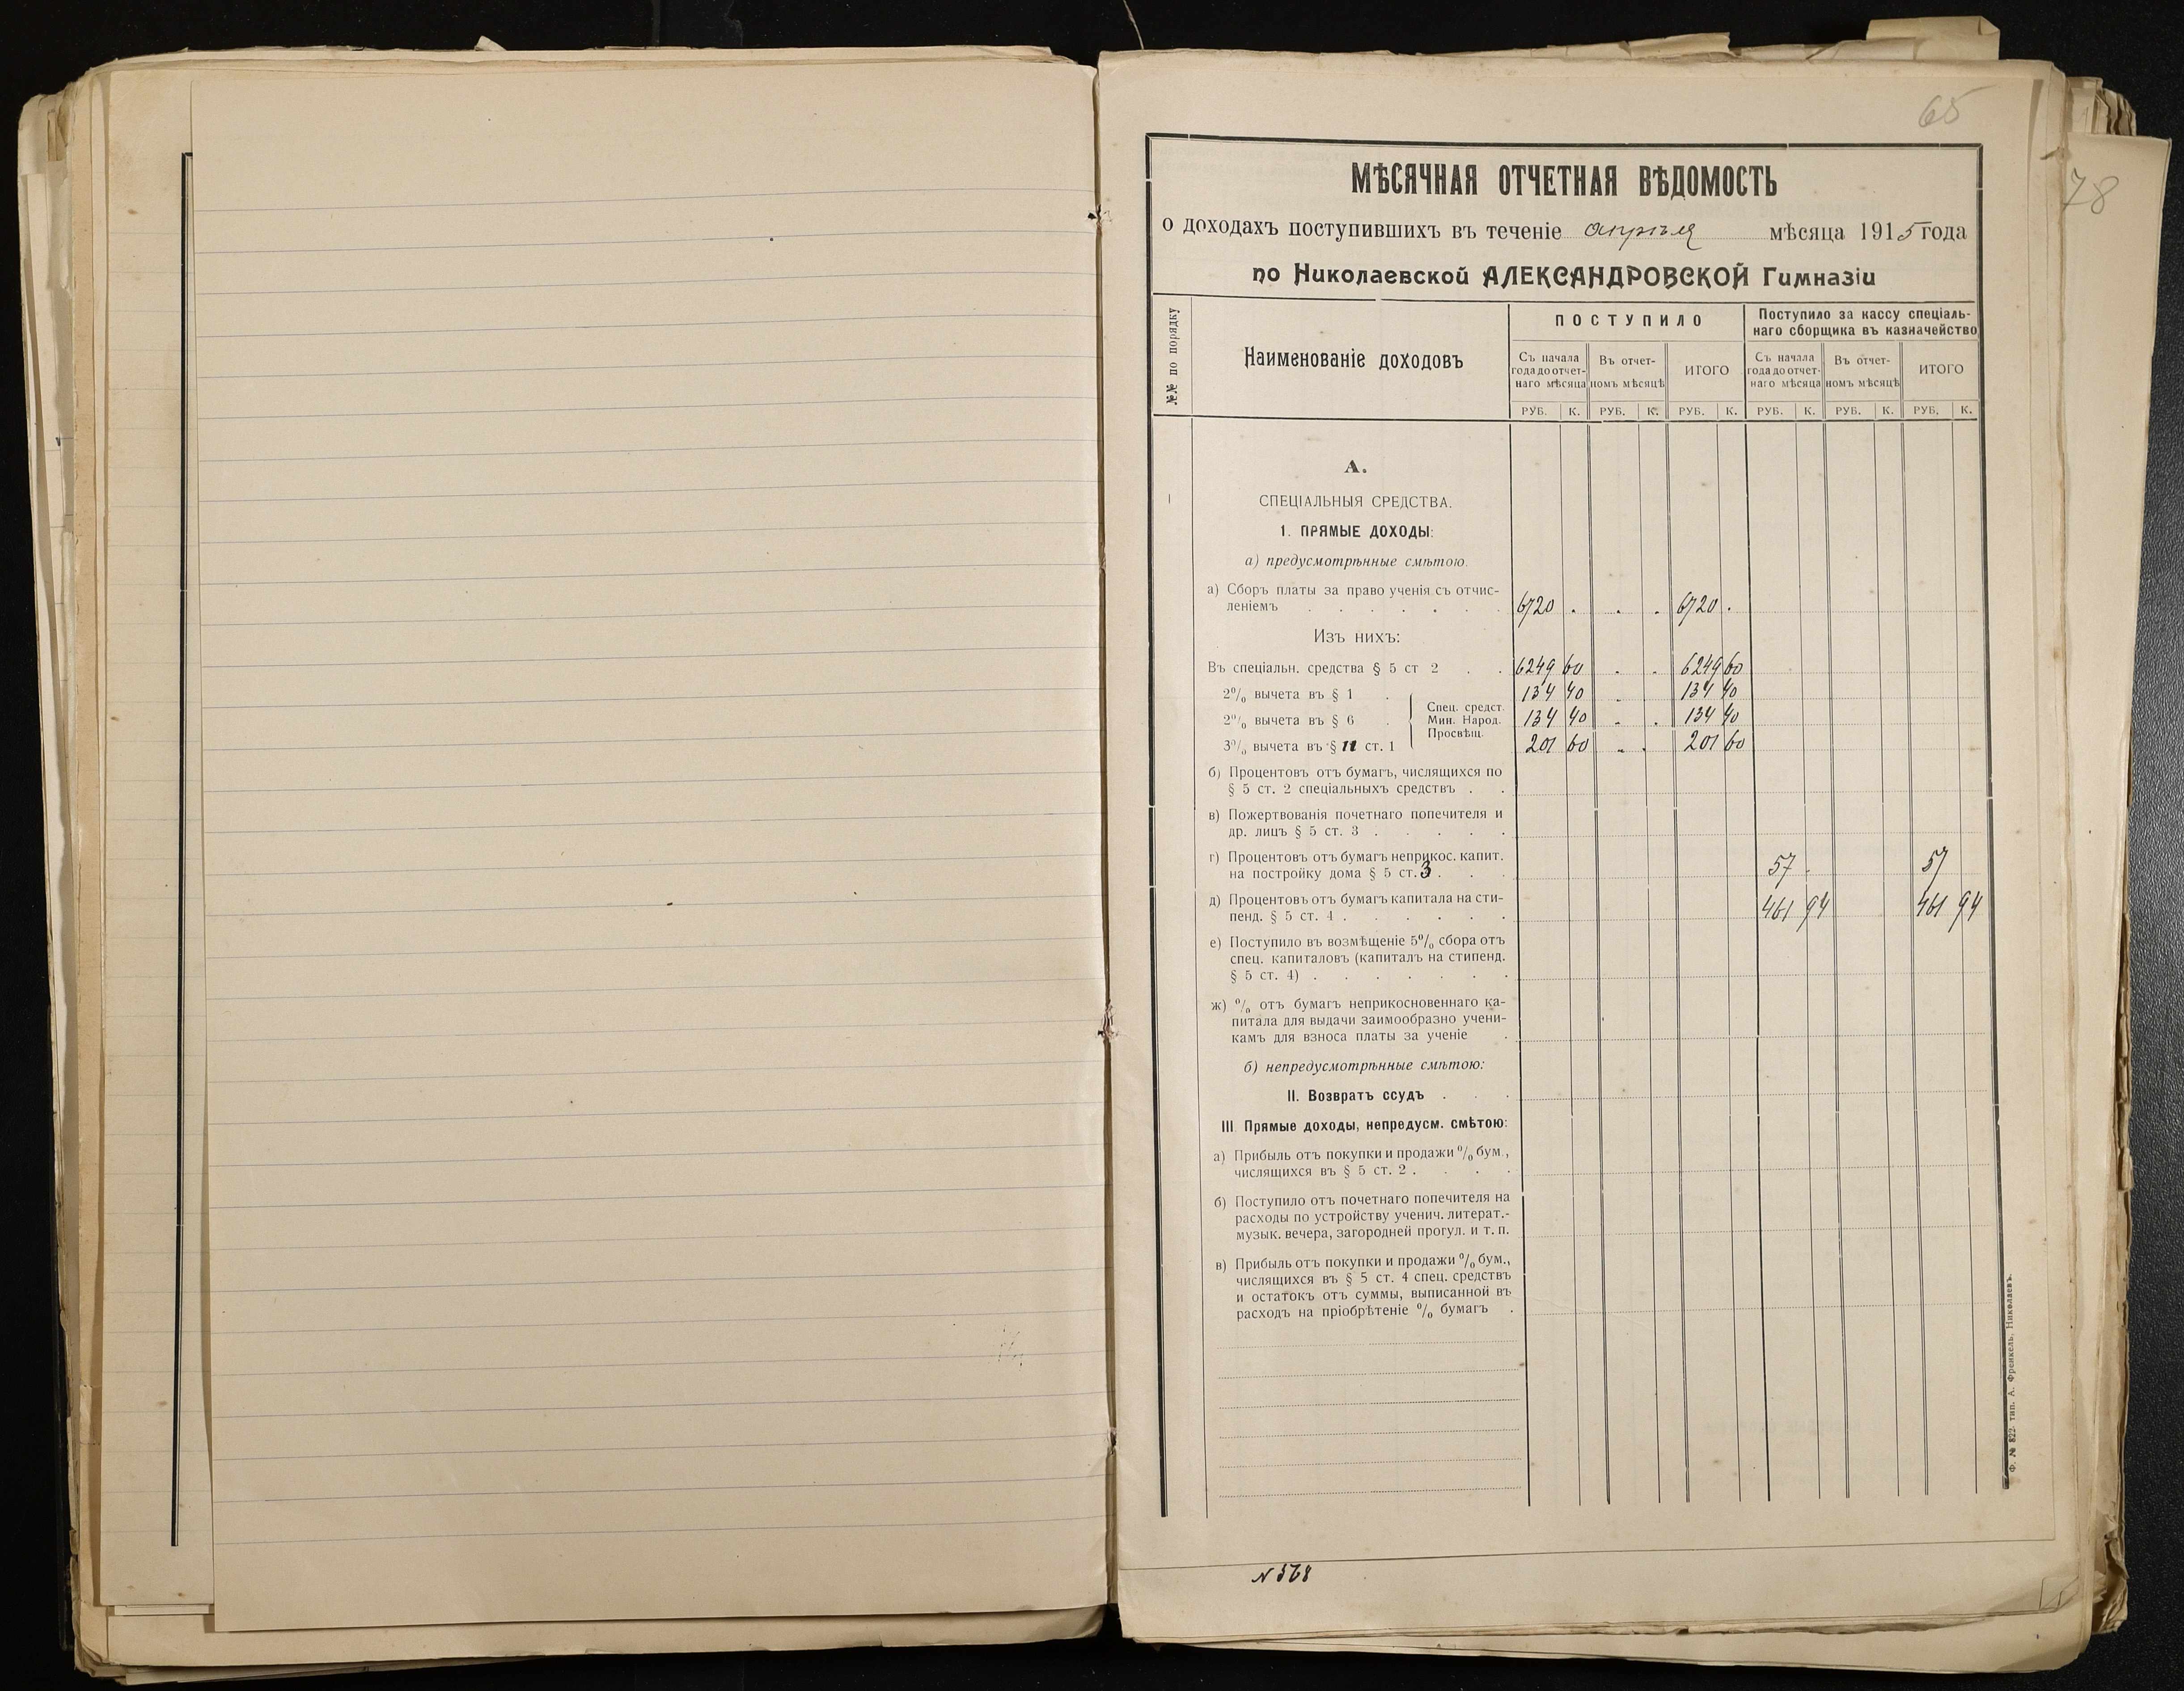 65
78
МѢСЯЧНАЯ ОТЧЕТНАЯ ВѢДОМОСТЬ
о доходахъ поступившихъ въ теченіе апрѣля мѣсяца 1915 года
по Николаевской АЛЕКСАНДРОВСКОЙ Гимназіи
№№ по порядку
Наименованіе доходовъ
ПОСТУПИЛО
Поступило за кассу спеціаль-
наго сборщика въ казначейство
Съ начала
года до отчет-
наго мѣсяца
Въ отчет-
номъ мѣсяцѣ
ИТОГО
Съ начала
года до отчет-
наго мѣсяца
Въ отчет-
номъ мѣсяцѣ
ИТОГО
РУБ. К. РУБ. К. РУБ. К. РУБ. К. РУБ. К. РУБ. К.
А.
СПЕЦІАЛЬНЫЯ СРЕДСТВА.
1. ПРЯМЫЕ ДОХОДЫ:
а) предусмотрѣнные смѣтою.
а) Сборъ платы за право ученія съ отчис-
леніемъ . . . . . . . 6720 . . . 6720 .
Изъ нихъ:
Въ спеціальн. средства § 5 ст 2 . . 6249 60 . . 6249 60
2% вычета въ § 1 . 134 40 . 134 40
2% вычета въ § 6 . 134 40 . . 134 40
3% вычета въ § 11 ст. 1 201 60 . . 201 60
Спец. средст.
Мин. Народ.
Просвѣщ.
б) Процентовъ отъ бумагъ, числящихся по
§ 5 ст. 2 спеціальныхъ средствъ . .
в) Пожертвованія почетнаго попечителя и
др. лицъ § 5 ст. 3 . . . . .
г) Процентовъ отъ бумагъ неприкос. капит.
на постройку дома § 5 ст. 3 . . . 57 . 57
д) Процентовъ отъ бумагъ капитала на сти-
пенд. § 5 ст. 4 . . . . . . 461 94 461 94
е) Поступило въ возмѣщеніе 5% сбора отъ
спец. капиталовъ (капиталъ на стипенд.
§ 5 ст. 4) . . . . . . .
ж) % отъ бумагъ неприкосновеннаго ка-
питала для выдачи заимообразно учени-
камъ для взноса платы за ученіе .
б) непредусмотрѣнные смѣтою:
II. Возвратъ ссудъ . . .
III. Прямые доходы, непредусм. смѣтою:
а) Прибыль отъ покупки и продажи % бум.,
числящихся въ § 5 ст. 2 . . . .
б) Поступило отъ почетнаго попечителя на
расходы по устройству ученич. литерат.-
музык. вечера, загородней прогул. и т. п.
в) Прибыль отъ покупки и продажи % бум.,
числящихся въ § 5 ст. 4 спец. средствъ
и остатокъ отъ суммы, выписанной въ
расходъ на пріобрѣтеніе % бумагъ .
Ф. № 822. тип. А. Френкель, Николаевъ.
N 568